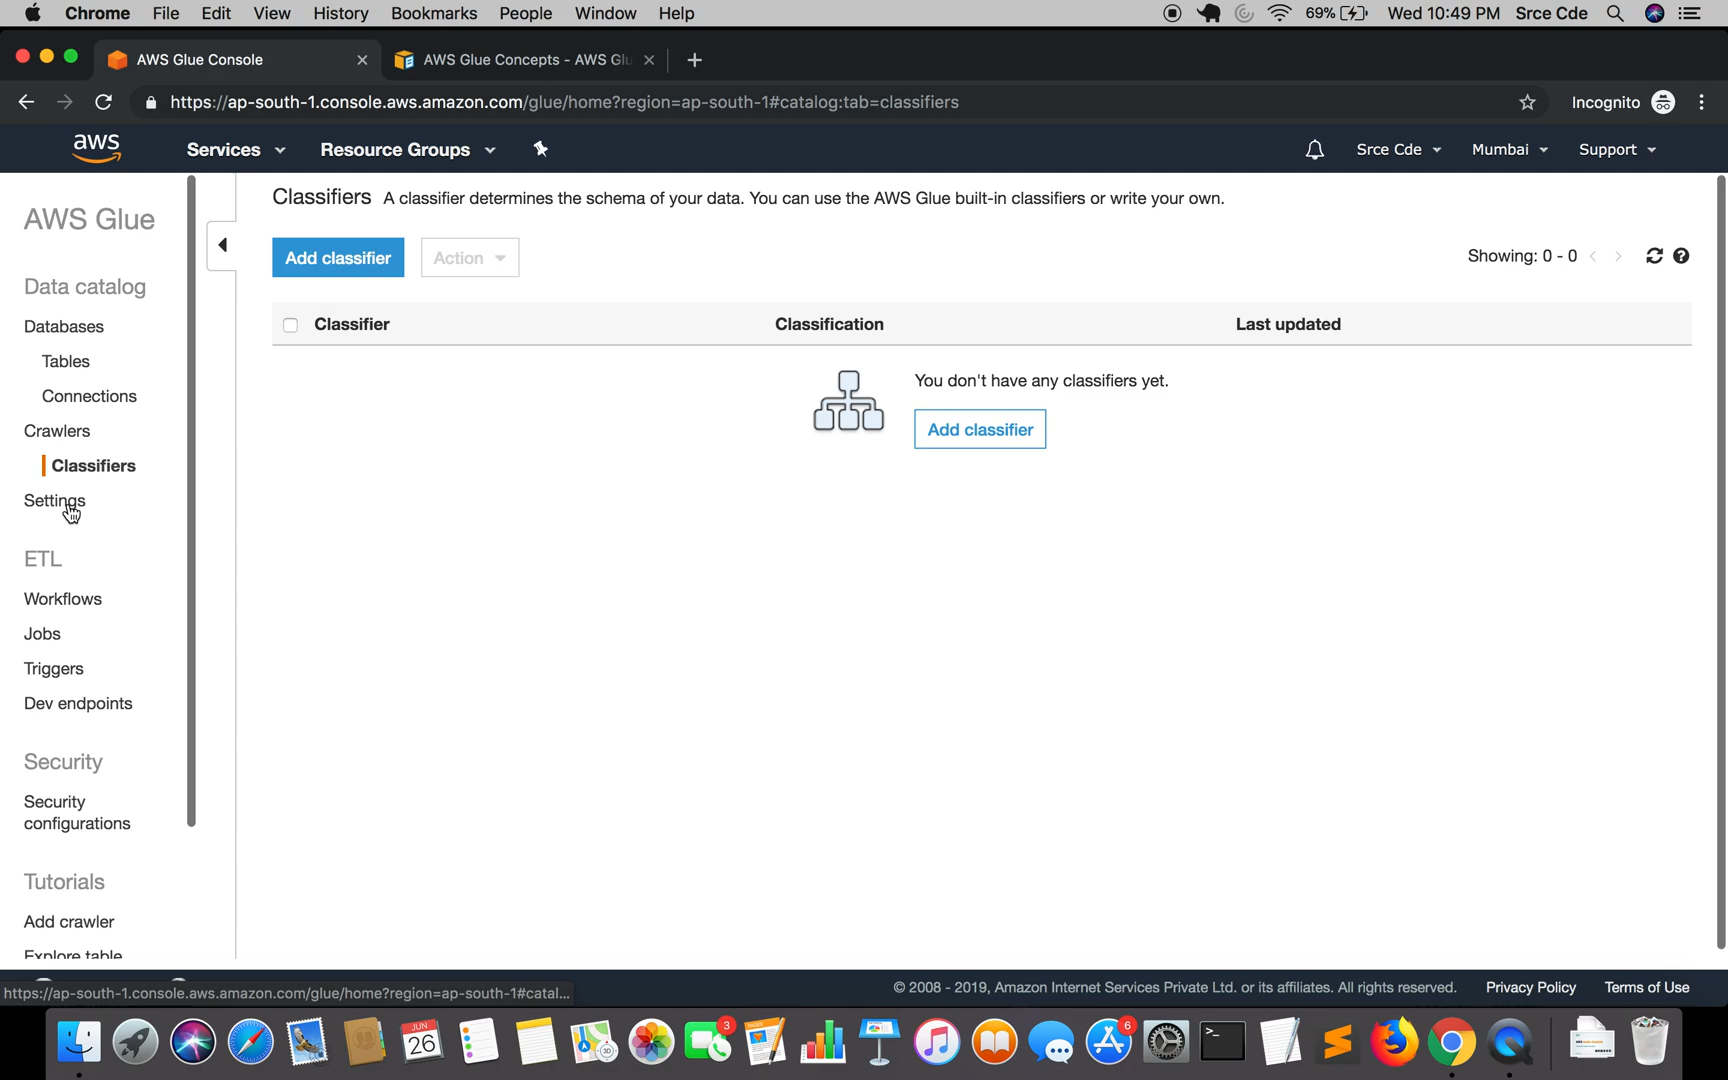 Chrome File Edit View History Bookmarks People Window Help 69% Wed 10:49 PM Srce Cde
AWS Glue Console AWS Glue Concepts - AWS Glu
https://ap-south-1.console.aws.amazon.com/glue/home?region=ap-south-1#catalog:tab=classifiers Incognito
aws Services Resource Groups Srce Cde Mumbai Support
AWS Glue
Data catalog
Databases
Tables
Connections
Crawlers
Classifiers
Settings
ETL
Workflows
Jobs
Triggers
Dev endpoints
Security
Security
configurations
Tutorials
Add crawler
Explore table
Classifiers A classifier determines the schema of your data. You can use the AWS Glue built-in classifiers or write your own.
Add classifier Action Showing: 0 - 0
Classifier Classification Last updated
You don't have any classifiers yet.
Add classifier
https://ap-south-1.console.aws.amazon.com/glue/home?region=ap-south-1#catal...
© 2008 - 2019, Amazon Internet Services Private Ltd. or its affiliates. All rights reserved. Privacy Policy Terms of Use
JUN
26
3D
3
PAGES
6
>_